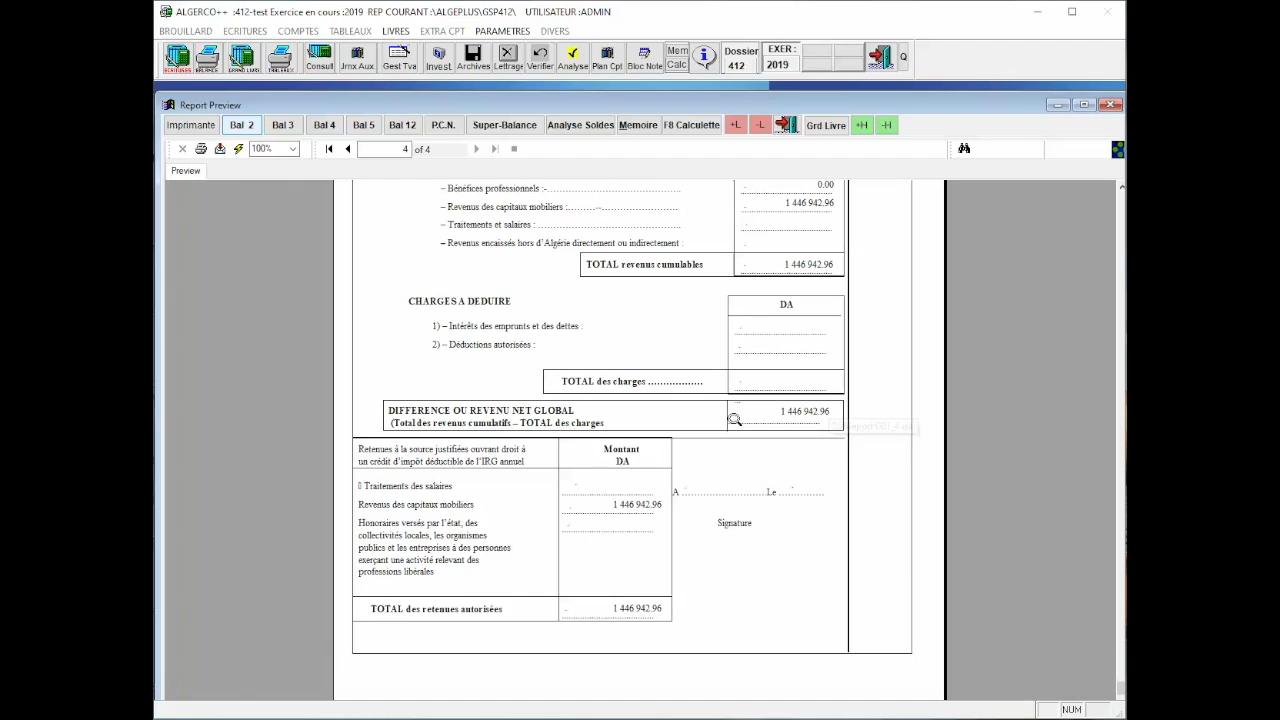 ALGERCO++ :412-test Exercice en cours :2019 REP COURANT :\ALGEPLUS\GSP412\ UTILISATEUR :ADMIN
BROUILLARD ECRITURES COMPTES TABLEAUX LIVRES EXTRA CPT PARAMETRES DIVERS
ECRITURES BALANCE GRAND LIVRE TABLEAUX Consult Jrnx Aux Gest Tva Invest. Archives Lettrage Verifier Analyse Plan Cpt Bloc Note Mem Calc Dossier 412 EXER : 2019 Q
Report Preview
Imprimante Bal 2 Bal 3 Bal 4 Bal 5 Bal 12 P.C.N. Super-Balance Analyse Soldes Memoire F8 Calculette +L -L Grd Livre +H -H
100% 4 of 4
Preview
– Bénéfices professionnels :-................ 0.00
– Revenus des capitaux mobiliers :.........--................ 1 446 942.96
– Traitements et salaires : ................
– Revenus encaissés hors d’Algérie directement ou indirectement :
TOTAL revenus cumulables 1 446 942.96
CHARGES A DEDUIRE DA
1) – Intérêts des emprunts et des dettes :
2) – Déductions autorisées :
TOTAL des charges ..................
DIFFERENCE OU REVENU NET GLOBAL 1 446 942.96
(Total des revenus cumulatifs – TOTAL des charges
Retenues à la source justifiées ouvrant droit à Montant
un crédit d’impôt déductible de l’IRG annuel DA
Traitements des salaires
A ........................ Le ................
Revenus des capitaux mobiliers 1 446 942.96
Honoraires versés par l’état, des Signature
collectivités locales, les organismes
publics et les entreprises à des personnes
exerçant une activité relevant des
professions libérales
TOTAL des retenues autorisées 1 446 942.96
NUM